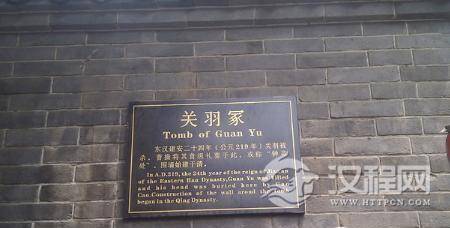 关羽冢
Tomb of Guan Yu
东汉建安二十四年（公元219年）关羽被
杀，曹操将其首级礼葬于此，
围墙始建于清。
In A.D.219, the 24th year of the reign of Jian'an
of the Eastern Han Dynasty, Guan Yu was killed
and his head was buried here by Cao
Cao. Construction of the wall around the tomb
began in the Qing Dynasty.
汉程网
WWW.HTTPCN.COM